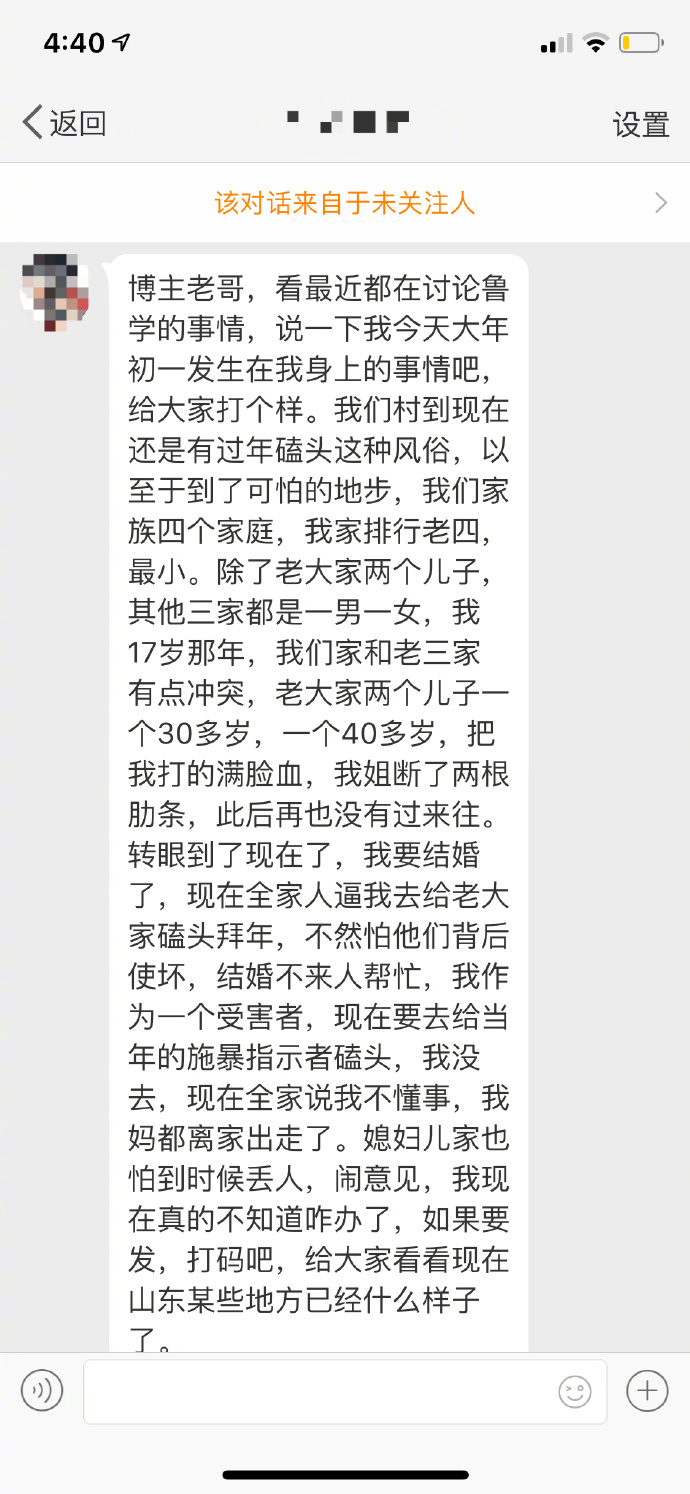 4:40
返回
设置
该对话来自于未关注人
博主老哥，看最近都在讨论鲁
学的事情，说一下我今天大年
初一发生在我身上的事情吧，
给大家打个样。我们村到现在
还是有过年磕头这种风俗，以
至于到了可怕的地步，我们家
族四个家庭，我家排行老四，
最小。除了老大家两个儿子，
其他三家都是一男一女，我
17岁那年，我们家和老三家
有点冲突，老大家两个儿子一
个30多岁，一个40多岁，把
我打的满脸血，我姐断了两根
肋条，此后再也没有过来往。
转眼到了现在了，我要结婚
了，现在全家人逼我去给老大
家磕头拜年，不然怕他们背后
使坏，结婚不来人帮忙，我作
为一个受害者，现在要去给当
年的施暴指示者磕头，我没
去，现在全家说我不懂事，我
妈都离家出走了。媳妇儿家也
怕到时候丢人，闹意见，我现
在真的不知道咋办了，如果要
发，打码吧，给大家看看现在
山东某些地方已经什么样子
了。